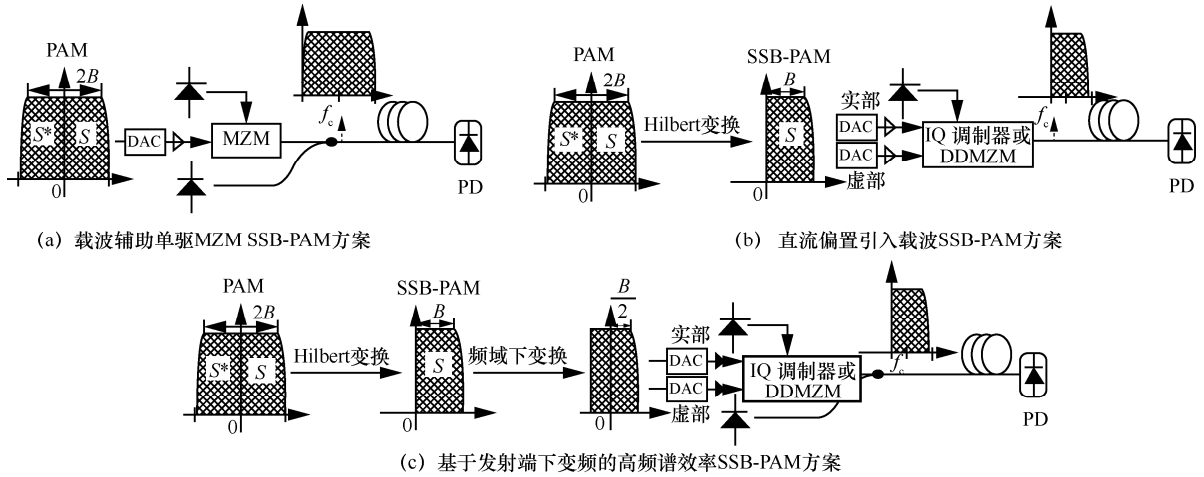 PAM
2B
S*
S
0
DAC
MZM
f_c
PD
(a) 载波辅助单驱MZM SSB-PAM方案
PAM
2B
S*
S
0
Hilbert变换
SSB-PAM
B
S
0
实部
DAC
DAC
虚部
IQ 调制器或
DDMZM
f_c
PD
(b) 直流偏置引入载波SSB-PAM方案
PAM
2B
S*
S
0
Hilbert变换
SSB-PAM
B
S
0
频域下变换
B
2
0
实部
DAC
DAC
虚部
IQ 调制器或
DDMZM
f_c
PD
(c) 基于发射端下变频的高频谱效率SSB-PAM方案